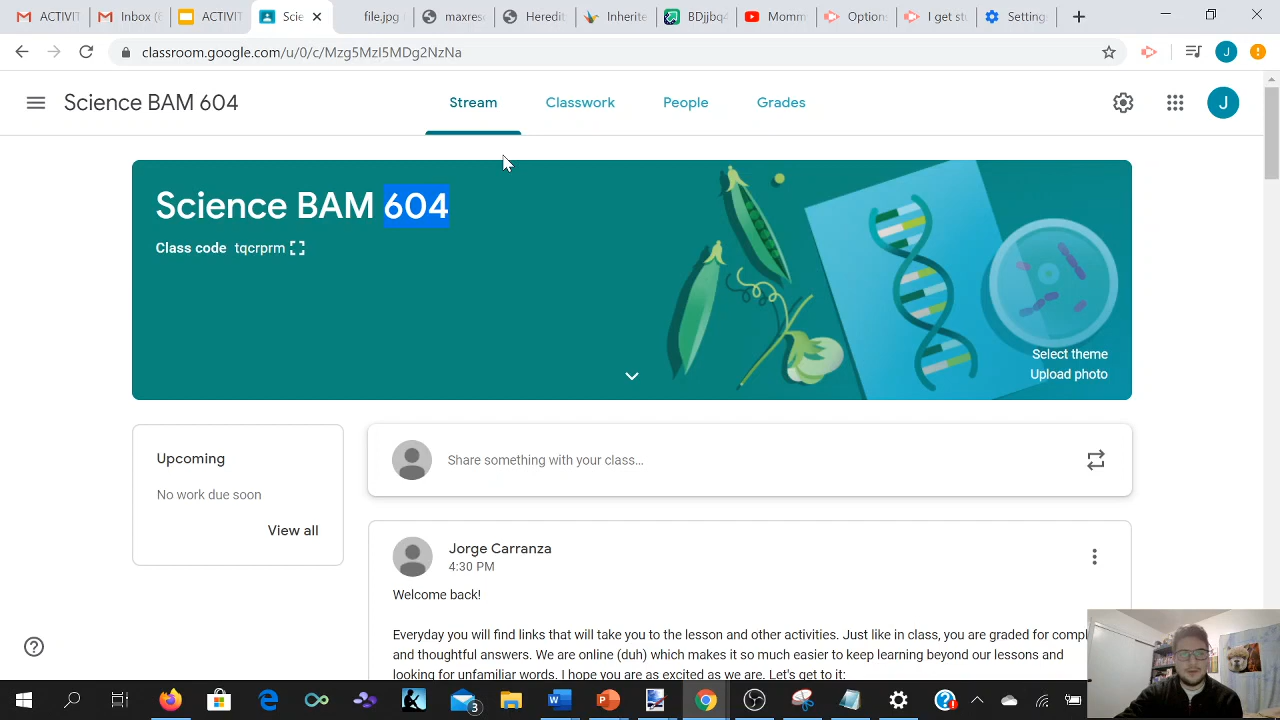 ACTIVIT
Inbox (6
ACTIVIT
Scie
file.jpg
maxres
Heredit
Inherite
BDJbq4
Momm
Option
I get st
Setting
classroom.google.com/u/0/c/Mzg5MzI5MDg2NzNa
J
Science BAM 604
Stream
Classwork
People
Grades
J
Science BAM 604
Class code tqcrprm
Select theme
Upload photo
Upcoming
No work due soon
View all
Share something with your class...
Jorge Carranza
4:30 PM
Welcome back!
Everyday you will find links that will take you to the lesson and other activities. Just like in class, you are graded for compl
and thoughtful answers. We are online (duh) which makes it so much easier to keep learning beyond our lessons and
looking for unfamiliar words. I hope you are as excited as we are. Let's get to it:
3